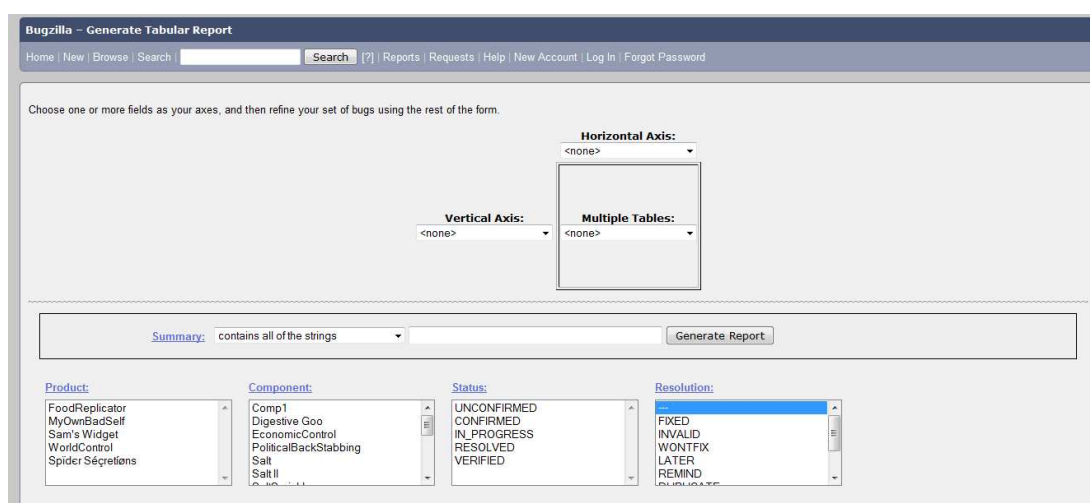 Bugzilla – Generate Tabular Report
Home | New | Browse | Search | Search [?] | Reports | Requests | Help | New Account | Log In | Forgot Password
Choose one or more fields as your axes, and then refine your set of bugs using the rest of the form.
Horizontal Axis:
<none>
Vertical Axis: Multiple Tables:
<none> <none>
Summary: contains all of the strings Generate Report
Product: Component: Status: Resolution:
FoodReplicator Comp1 UNCONFIRMED ---
MyOwnBadSelf Digestive Goo CONFIRMED FIXED
Sam's Widget EconomicControl IN_PROGRESS INVALID
WorldControl PoliticalBackStabbing RESOLVED WONTFIX
Spïdєr Séçretíøns Salt VERIFIED LATER
Salt II REMIND